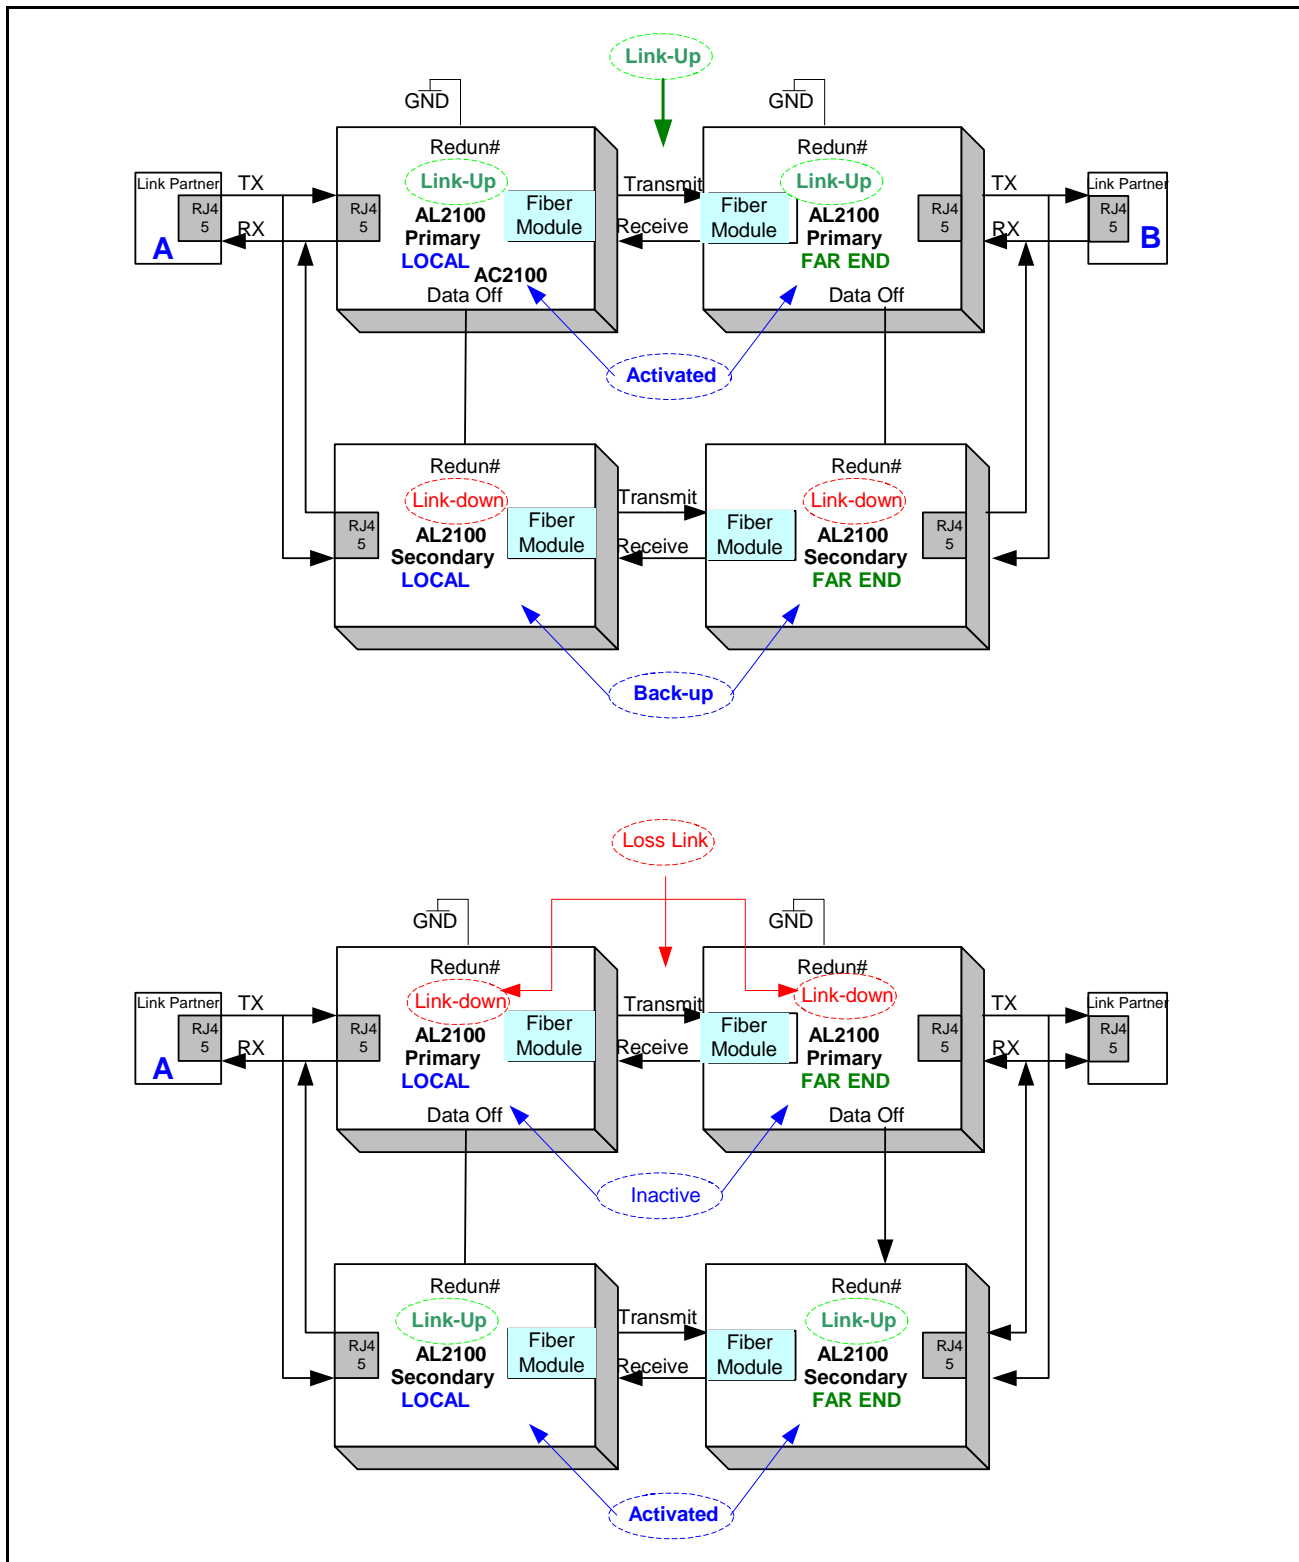 Link-Up
GND
GND
Redun#
Redun#
Link-Up
Link-Up
Link Partner
TX
Transmit
TX
Link Partner
RJ4
5
RJ4
5
Fiber
Module
Fiber
Module
RJ4
5
RJ4
5
A
RX
AL2100
Primary
LOCAL
Receive
AL2100
Primary
FAR END
RX
B
AC2100
Data Off
Data Off
Activated
Redun#
Redun#
Link-down
Link-down
Transmit
RJ4
5
Fiber
Module
Fiber
Module
RJ4
5
AL2100
Secondary
LOCAL
Receive
AL2100
Secondary
FAR END
Back-up
Loss Link
GND
GND
Redun#
Redun#
Link-down
Link-down
Link Partner
TX
Transmit
TX
Link Partner
RJ4
5
RJ4
5
Fiber
Module
Fiber
Module
RJ4
5
RJ4
5
A
RX
AL2100
Primary
LOCAL
Receive
AL2100
Primary
FAR END
RX
Data Off
Data Off
Inactive
Redun#
Redun#
Link-Up
Link-Up
Transmit
RJ4
5
Fiber
Module
Fiber
Module
RJ4
5
AL2100
Secondary
LOCAL
Receive
AL2100
Secondary
FAR END
Activated